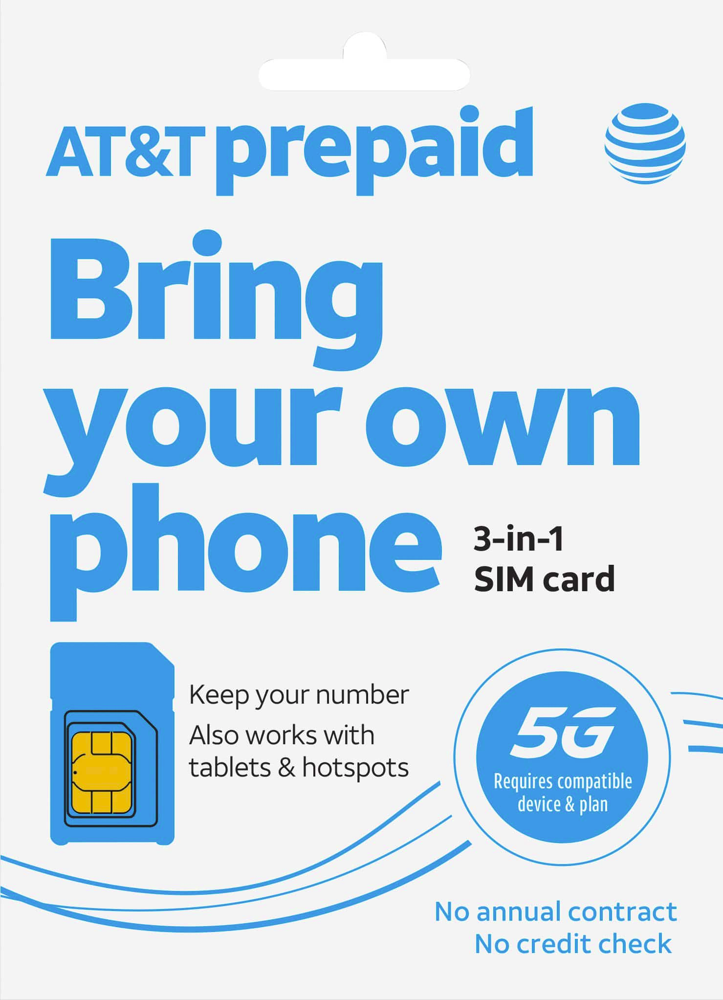 AT&T prepaid
Bring
your own
phone
3-in-1
SIM card
Keep your number
Also works with
tablets & hotspots
5G
Requires compatible
device & plan
No annual contract
No credit check